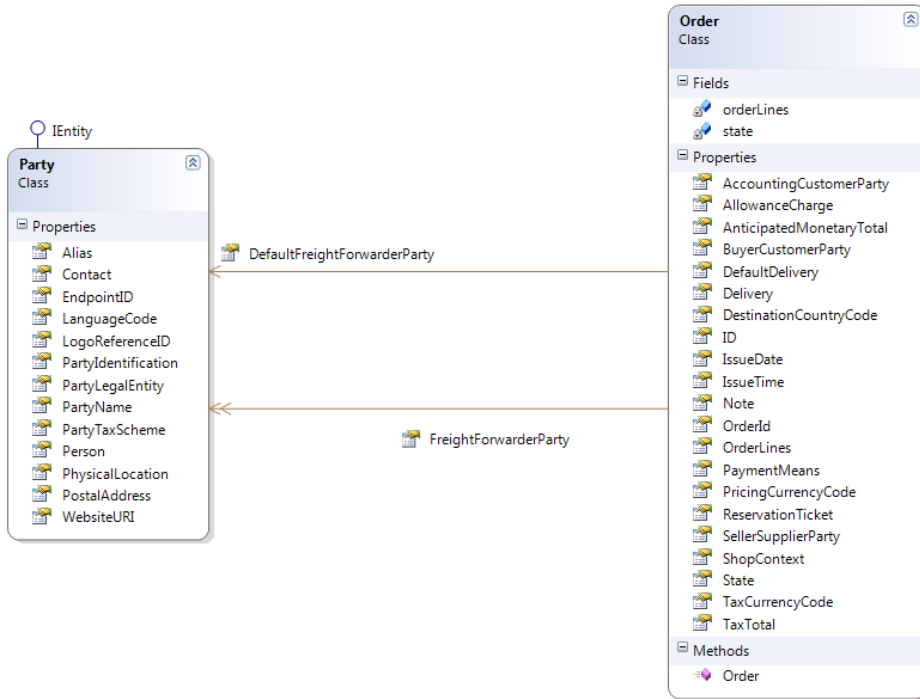 IEntity
Party
Class
Properties
Alias
Contact
EndpointID
LanguageCode
LogoReferenceID
PartyIdentification
PartyLegalEntity
PartyName
PartyTaxScheme
Person
PhysicalLocation
PostalAddress
WebsiteURI
DefaultFreightForwarderParty
FreightForwarderParty
Order
Class
Fields
orderLines
state
Properties
AccountingCustomerParty
AllowanceCharge
AnticipatedMonetaryTotal
BuyerCustomerParty
DefaultDelivery
Delivery
DestinationCountryCode
ID
IssueDate
IssueTime
Note
OrderId
OrderLines
PaymentMeans
PricingCurrencyCode
ReservationTicket
SellerSupplierParty
ShopContext
State
TaxCurrencyCode
TaxTotal
Methods
Order